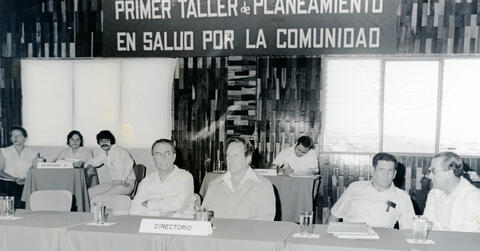 PRIMER TALLER de PLANEAMIENTO
EN SALUD POR LA COMUNIDAD
DIRECTORIO